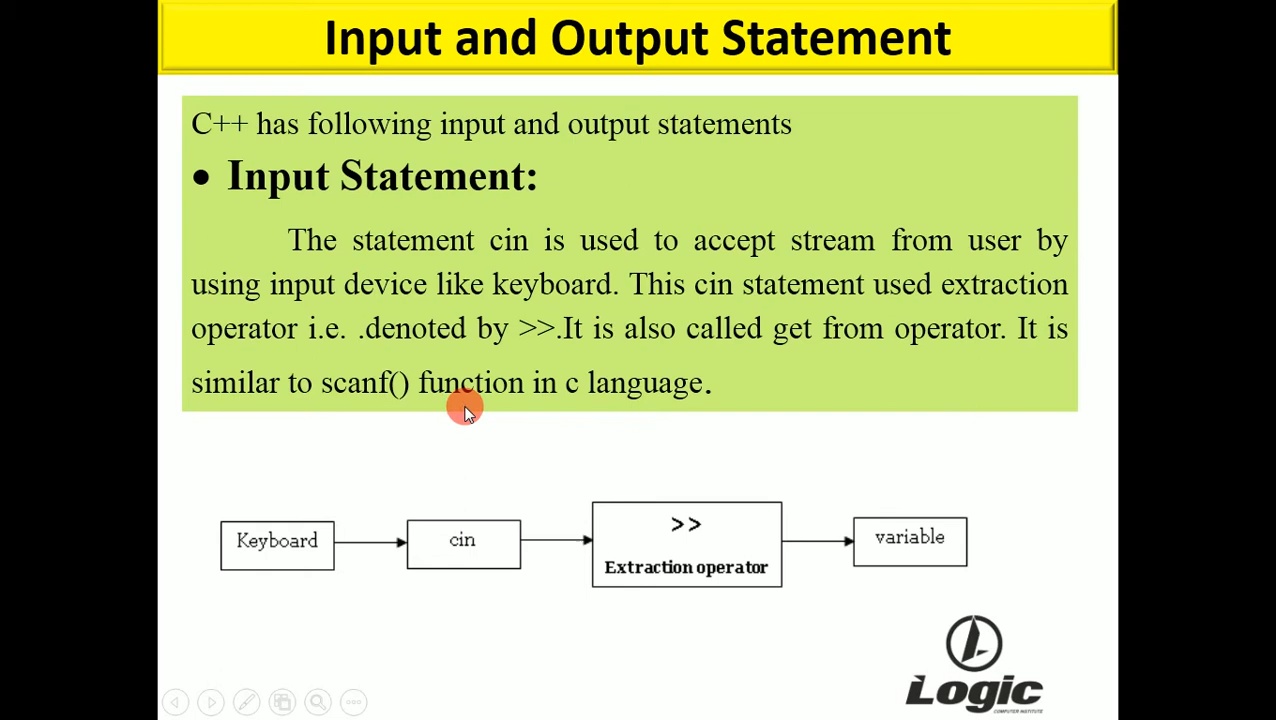 Input and Output Statement
C++ has following input and output statements
• Input Statement:
The statement cin is used to accept stream from user by
using input device like keyboard. This cin statement used extraction
operator i.e. .denoted by >>.It is also called get from operator. It is
similar to scanf() function in c language.
Keyboard
cin
>>
Extraction operator
variable
Logic
COMPUTER INSTITUTE